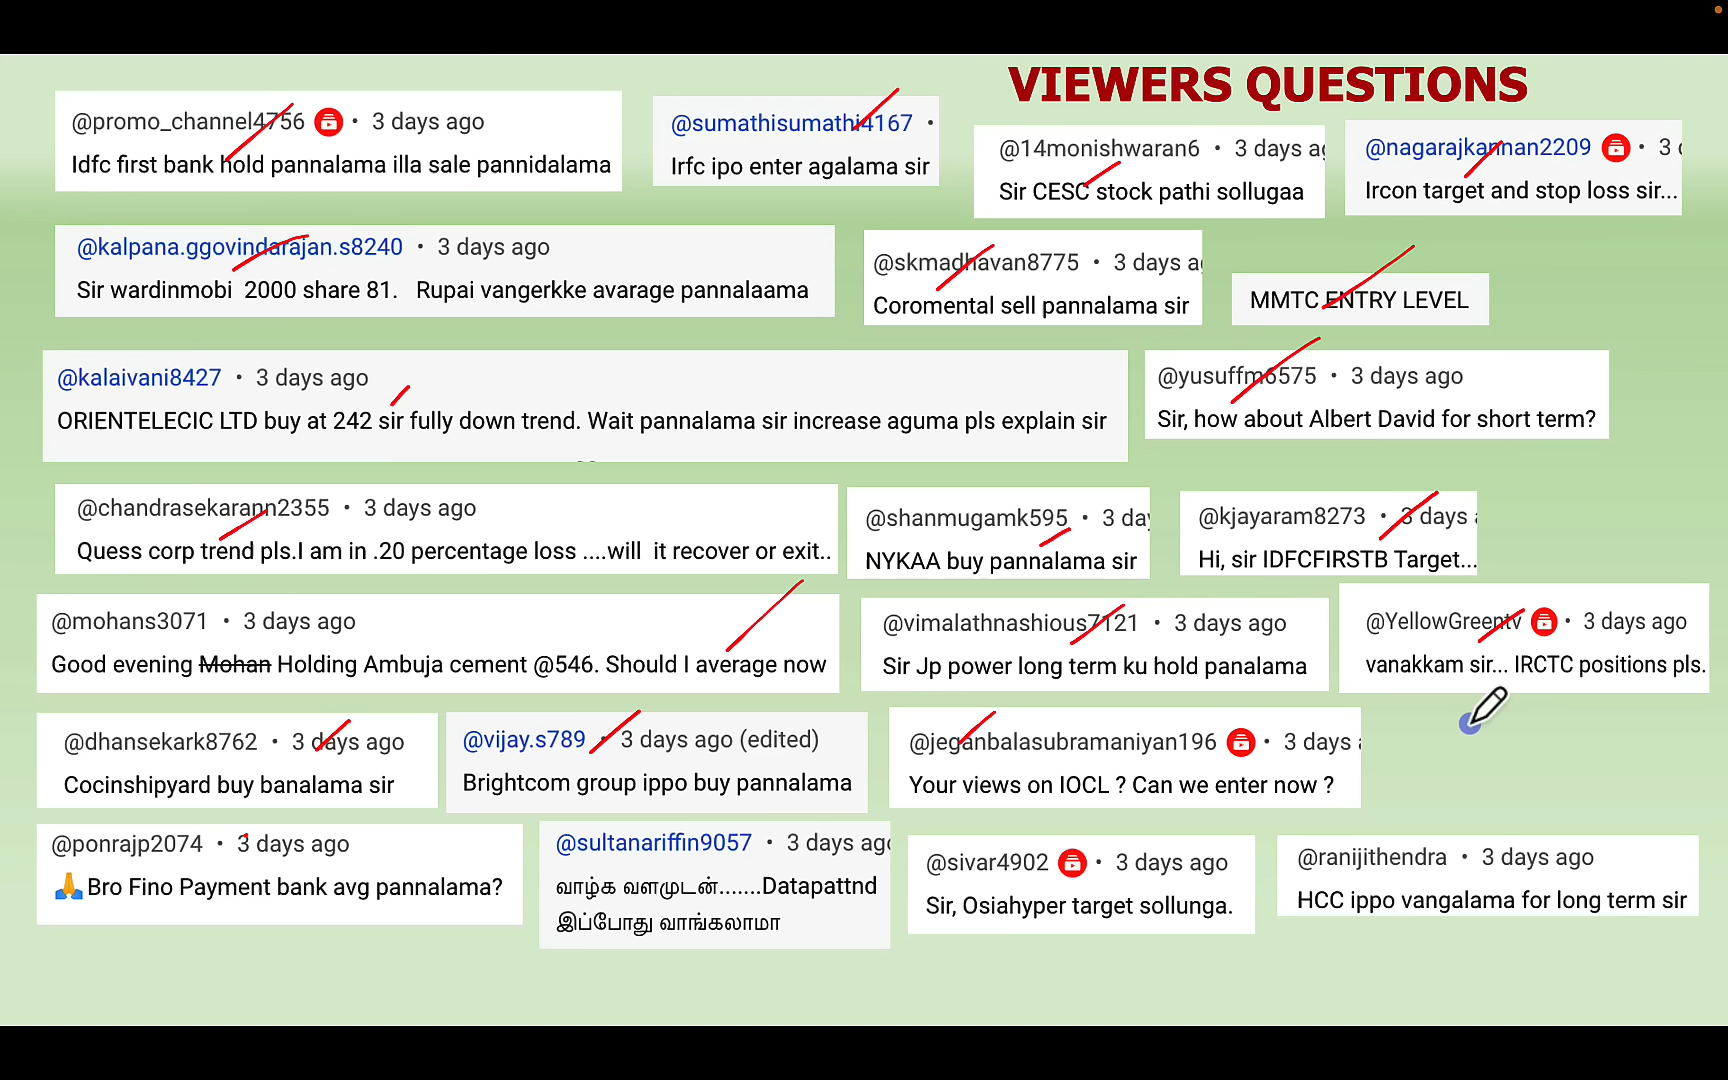 VIEWERS QUESTIONS
@promo_channel4756 • 3 days ago
Idfc first bank hold pannalama illa sale pannidalama
@sumathisumathi4167 •
Irfc ipo enter agalama sir
@14monishwaran6 • 3 days ag
Sir CESC stock pathi sollugaa
@nagarajkannan2209 • 3 d
Ircon target and stop loss sir...
@kalpana.ggovindarajan.s8240 • 3 days ago
Sir wardinmobi 2000 share 81. Rupai vangerkke avarage pannalaama
@skmadhavan8775 • 3 days ag
Coromental sell pannalama sir
MMTC ENTRY LEVEL
@kalaivani8427 • 3 days ago
ORIENTELECIC LTD buy at 242 sir fully down trend. Wait pannalama sir increase aguma pls explain sir
@yusuffm6575 • 3 days ago
Sir, how about Albert David for short term?
@chandrasekarann2355 • 3 days ago
Quess corp trend pls.I am in .20 percentage loss ....will it recover or exit..
@shanmugamk595 • 3 day
NYKAA buy pannalama sir
@kjayaram8273 • 3 days a
Hi, sir IDFCFIRSTB Target...
@mohans3071 • 3 days ago
Good evening Mohan Holding Ambuja cement @546. Should I average now
@vimalathnashious7121 • 3 days ago
Sir Jp power long term ku hold panalama
@YellowGreentv • 3 days ago
vanakkam sir... IRCTC positions pls.
@dhansekark8762 • 3 days ago
Cocinshipyard buy banalama sir
@vijay.s789 • 3 days ago (edited)
Brightcom group ippo buy pannalama
@jeganbalasubramaniyan196 • 3 days a
Your views on IOCL ? Can we enter now ?
@ponrajp2074 • 3 days ago
🙏Bro Fino Payment bank avg pannalama?
@sultanariffin9057 • 3 days ago
வாழ்க வளமுடன்.......Datapattnd
இப்போது வாங்கலாமா
@sivar4902 • 3 days ago
Sir, Osiahyper target sollunga.
@ranijithendra • 3 days ago
HCC ippo vangalama for long term sir